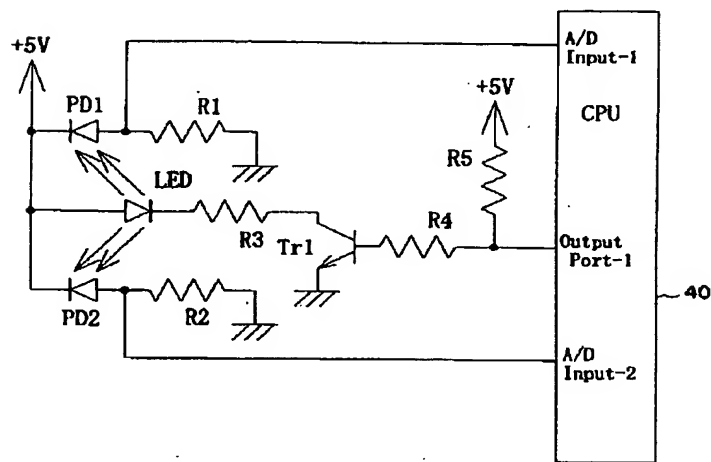 +5V
A/D
Input-1
PD1
R1
+5V
CPU
R5
LED
R3
Tr1
R4
Output
Port-1
40
PD2
R2
A/D
Input-2